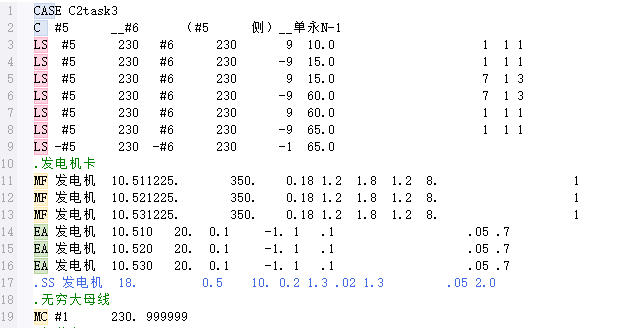 1 CASE C2task3
2 C #5 __#6 （#5 侧）__单永N-1
3 LS #5 230 #6 230 9 10.0 1 1 1
4 LS #5 230 #6 230 -9 15.0 1 1 1
5 LS #5 230 #6 230 9 15.0 7 1 3
6 LS #5 230 #6 230 -9 60.0 7 1 3
7 LS #5 230 #6 230 9 60.0 1 1 1
8 LS #5 230 #6 230 -9 65.0 1 1 1
9 LS -#5 230 -#6 230 -1 65.0
10 .发电机卡
11 MF 发电机 10.511225. 350. 0.18 1.2 1.8 1.2 8. 1
12 MF 发电机 10.521225. 350. 0.18 1.2 1.8 1.2 8. 1
13 MF 发电机 10.531225. 350. 0.18 1.2 1.8 1.2 8. 1
14 EA 发电机 10.510 20. 0.1 -1. 1 .1 .05 .7
15 EA 发电机 10.520 20. 0.1 -1. 1 .1 .05 .7
16 EA 发电机 10.530 20. 0.1 -1. 1 .1 .05 .7
17 .SS 发电机 18. 0.5 10. 0.2 1.3 .02 1.3 .05 2.0
18 .无穷大母线
19 MC #1 230. 999999